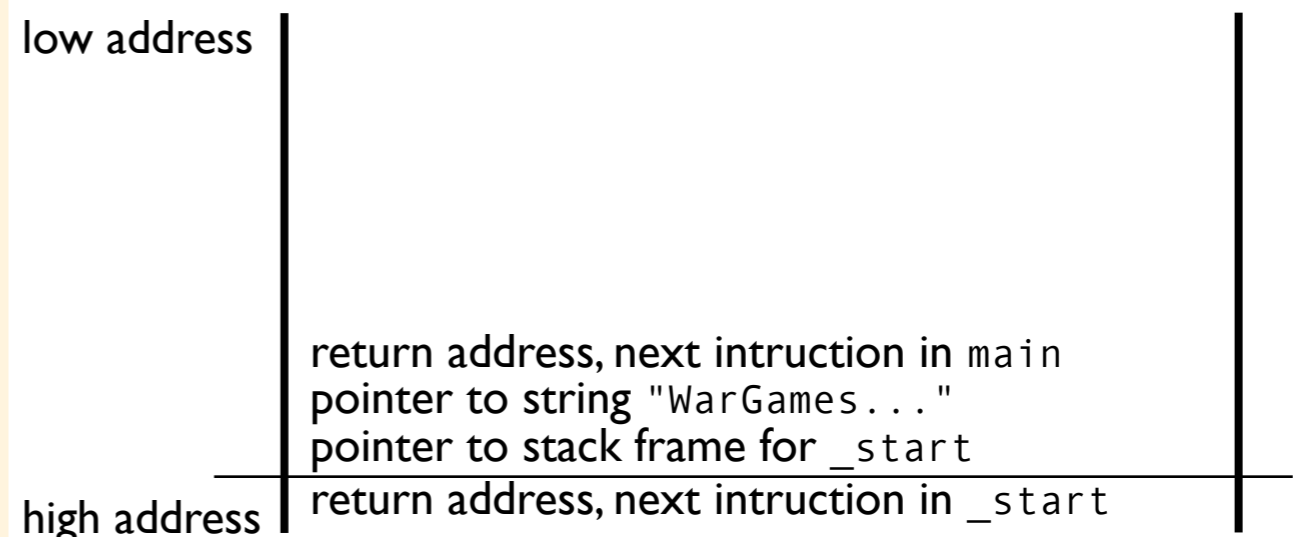 low address
return address, next intruction in main
pointer to string "WarGames..."
pointer to stack frame for _start
return address, next intruction in _start
high address